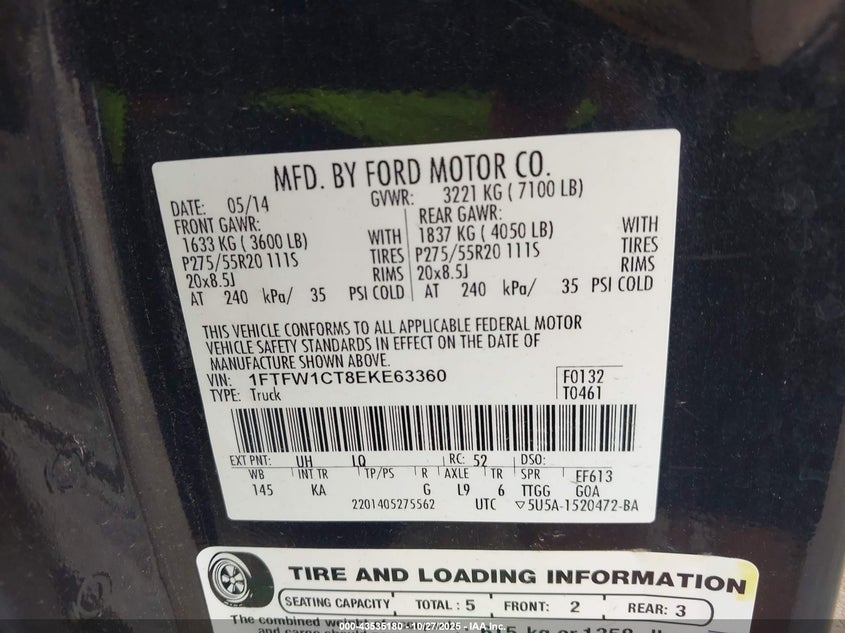 MFD. BY FORD MOTOR CO.
DATE: 05/14 GVWR: 3221 KG ( 7100 LB)
FRONT GAWR: REAR GAWR:
1633 KG ( 3600 LB) WITH 1837 KG ( 4050 LB) WITH
P275/55R20 111S TIRES P275/55R20 111S TIRES
20x8.5J RIMS 20x8.5J RIMS
AT 240 kPa/ 35 PSI COLD AT 240 kPa/ 35 PSI COLD
THIS VEHICLE CONFORMS TO ALL APPLICABLE FEDERAL MOTOR
VEHICLE SAFETY STANDARDS IN EFFECT ON THE DATE OF
MANUFACTURE SHOWN ABOVE.
VIN: 1FTFW1CT8EKE63360 F0132
TYPE: Truck T0461
EXT PNT: UH LQ RC: 52 DSO:
WB INT TR TP/PS R AXLE TR SPR EF613
145 KA G L9 6 TTGG GOA
2201405275562 UTC ▽5U5A-1520472-BA
TIRE AND LOADING INFORMATION
SEATING CAPACITY TOTAL : 5 FRONT: 2 REAR: 3
The combined
and cargo
©-43535180 - 10/27/2025 - IAA Inc.